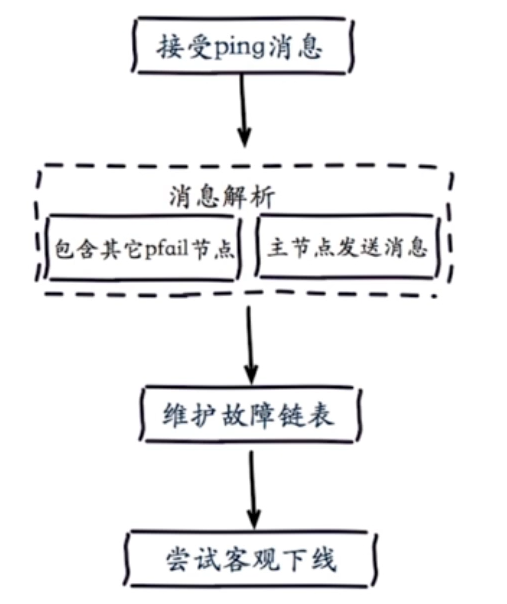 接受ping消息
消息解析
包含其它pfail节点
主节点发送消息
维护故障链表
尝试客观下线